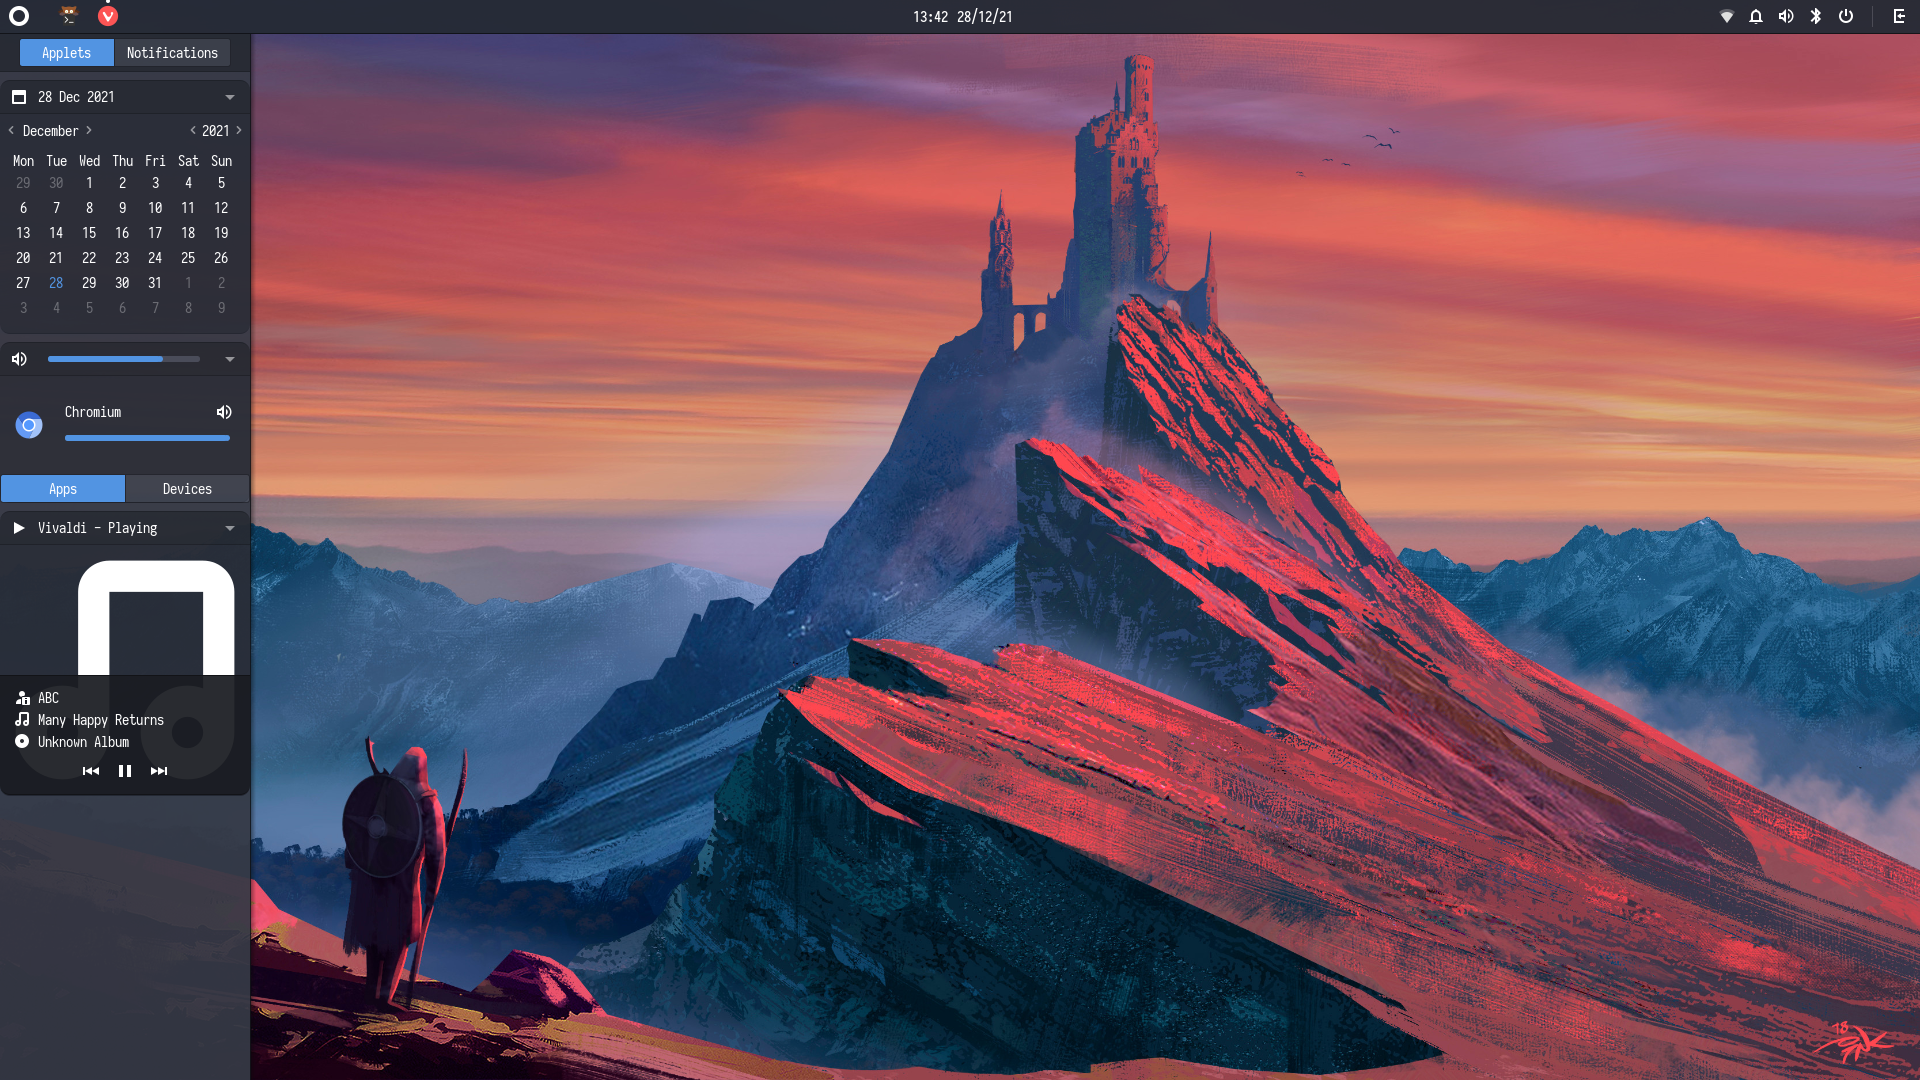 13:42 28/12/21
Applets Notifications
28 Dec 2021
December 2021
Mon Tue Wed Thu Fri Sat Sun
29 30 1 2 3 4 5
6 7 8 9 10 11 12
13 14 15 16 17 18 19
20 21 22 23 24 25 26
27 28 29 30 31 1 2
3 4 5 6 7 8 9
Chromium
Apps Devices
Vivaldi - Playing
ABC
Many Happy Returns
Unknown Album
18